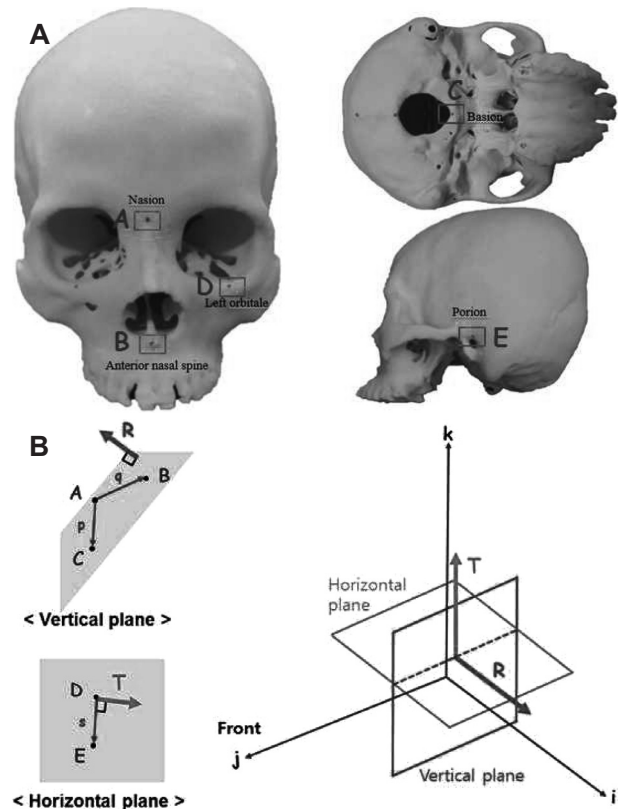 A
Nasion
A
D
Left orbitale
B
Anterior nasal spine
C
Basion
Porion
E
B
R
A
q
B
p
C
< Vertical plane >
D
T
s
E
< Horizontal plane >
k
T
Horizontal
plane
R
Front
j
Vertical plane
i